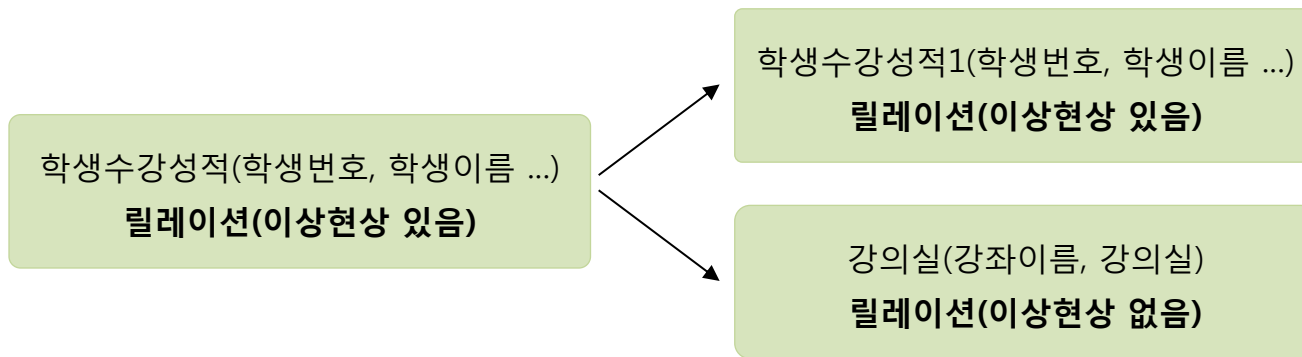 학생수강성적(학생번호, 학생이름 ...)
릴레이션(이상현상 있음)
학생수강성적1(학생번호, 학생이름 ...)
릴레이션(이상현상 있음)
강의실(강좌이름, 강의실)
릴레이션(이상현상 없음)